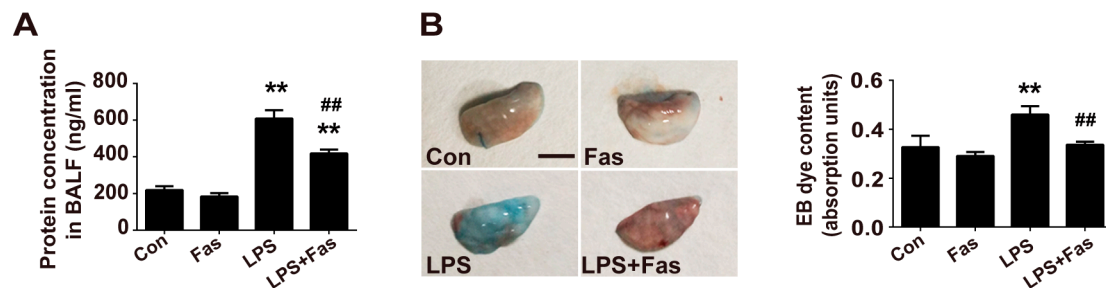 A
Protein concentration
in BALF (ng/ml)
800
600
400
200
0
**
##
**
Con
Fas
LPS
LPS+Fas
B
Con
Fas
LPS
LPS+Fas
EB dye content
(absorption units)
0.6
0.4
0.2
0.0
**
##
Con
Fas
LPS
LPS+Fas